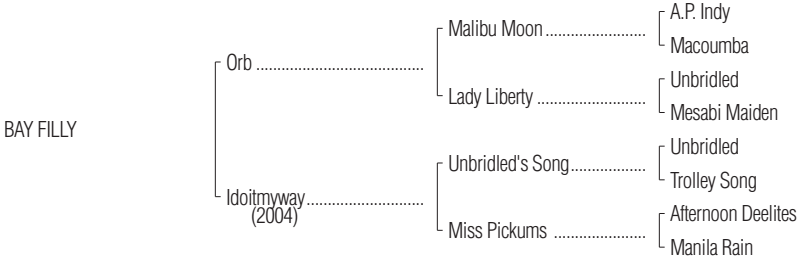 A.P. Indy
Malibu Moon ........................
Macoumba
Orb ........................................
Unbridled
Lady Liberty ..........................
Mesabi Maiden
BAY FILLY
Unbridled
Unbridled's Song..................
Trolley Song
Idoitmyway............................
(2004)
Afternoon Deelites
Miss Pickums ......................
Manila Rain